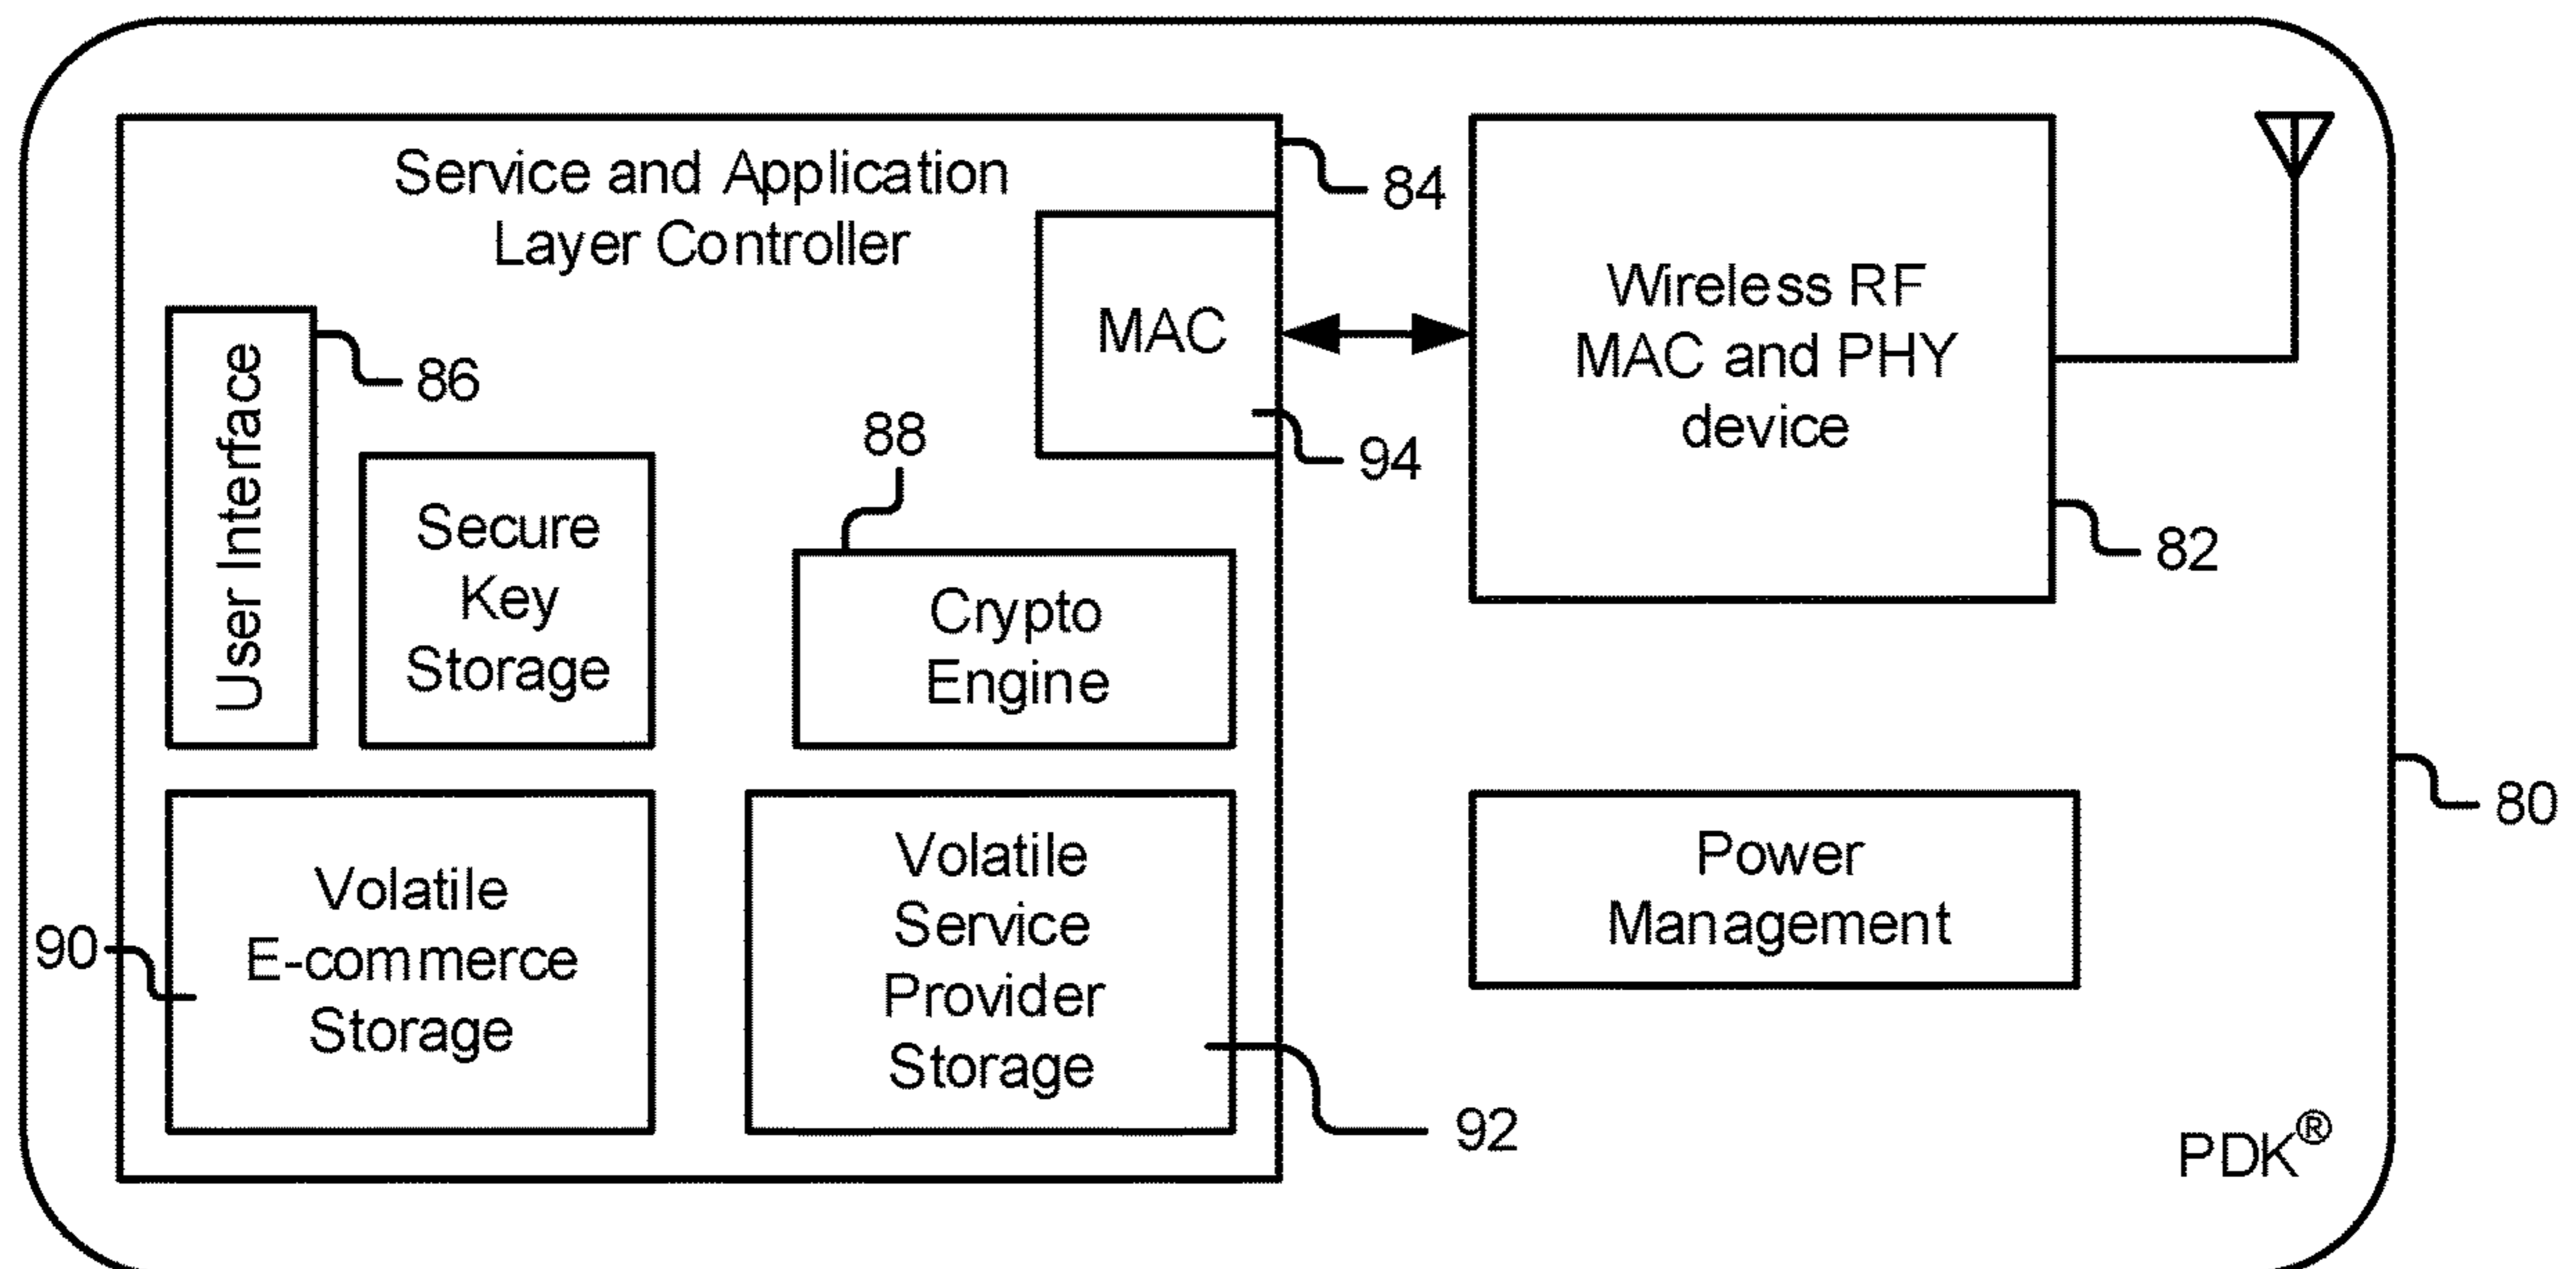 Service and Application
Layer Controller
84
MAC
94
Wireless RF
MAC and PHY
device
82
User Interface
86
Secure
Key
Storage
88
Crypto
Engine
80
90
Volatile
E-commerce
Storage
Volatile
Service
Provider
Storage
92
Power
Management
PDK®